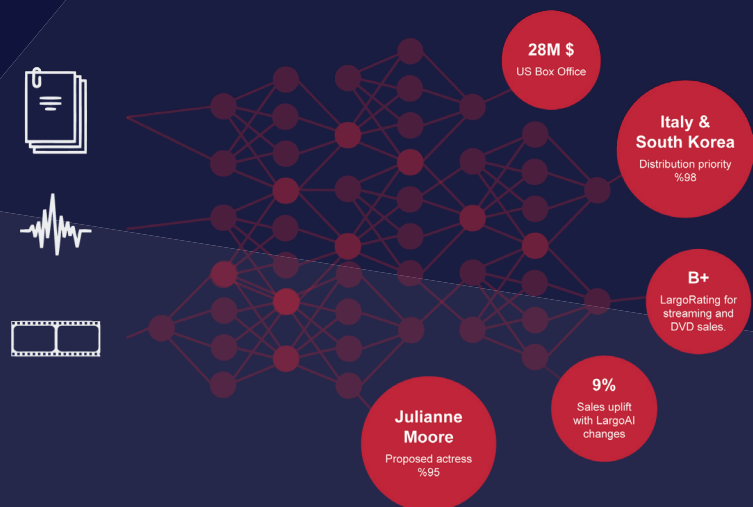 28M $
US Box Office
Italy &
South Korea
Distribution priority
%98
B+
LargoRating for
streaming and
DVD sales.
9%
Sales uplift
with LargoAI
changes
Julianne
Moore
Proposed actress
%95